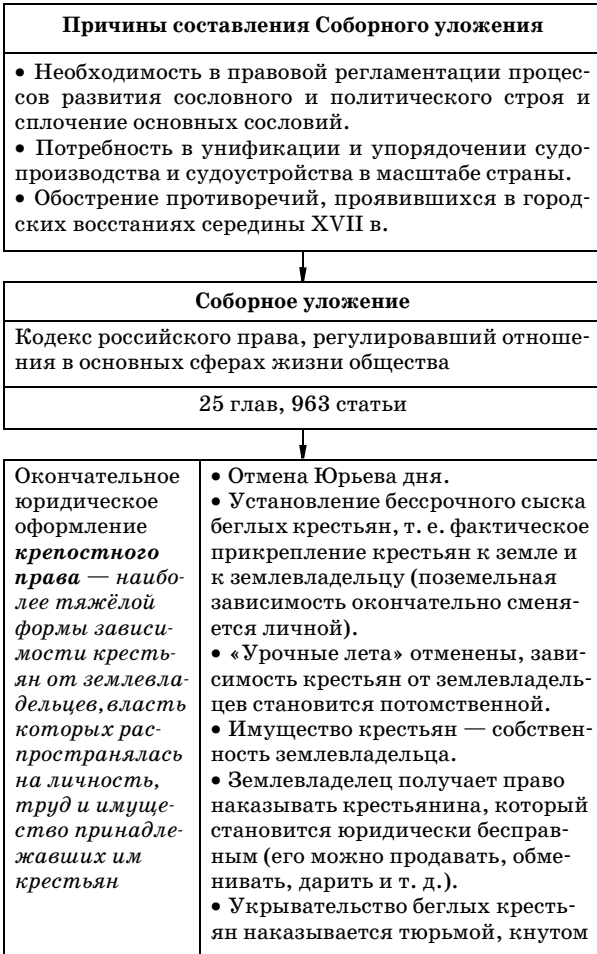 Причины составления Соборного уложения
• Необходимость в правовой регламентации процес-
сов развития сословного и политического строя и
сплочение основных сословий.
• Потребность в унификации и упорядочении судо-
производства и судоустройства в масштабе страны.
• Обострение противоречий, проявившихся в город-
ских восстаниях середины XVII в.
Соборное уложение
Кодекс российского права, регулировавший отноше-
ния в основных сферах жизни общества
25 глав, 963 статьи
Окончательное
юридическое
оформление
крепостного
права — наибо-
лее тяжёлой
формы зависи-
мости кресть-
ян от землевла-
дельцев,власть
которых рас-
пространялась
на личность,
труд и имуще-
ство принадле-
жавших им
крестьян
• Отмена Юрьева дня.
• Установление бессрочного сыска
беглых крестьян, т. е. фактическое
прикрепление крестьян к земле и
к землевладельцу (поземельная
зависимость окончательно сменя-
ется личной).
• «Урочные лета» отменены, зави-
симость крестьян от землевладель-
цев становится потомственной.
• Имущество крестьян — собствен-
ность землевладельца.
• Землевладелец получает право
наказывать крестьянина, который
становится юридически бесправ-
ным (его можно продавать, обме-
нивать, дарить и т. д.).
• Укрывательство беглых кресть-
ян наказывается тюрьмой, кнутом